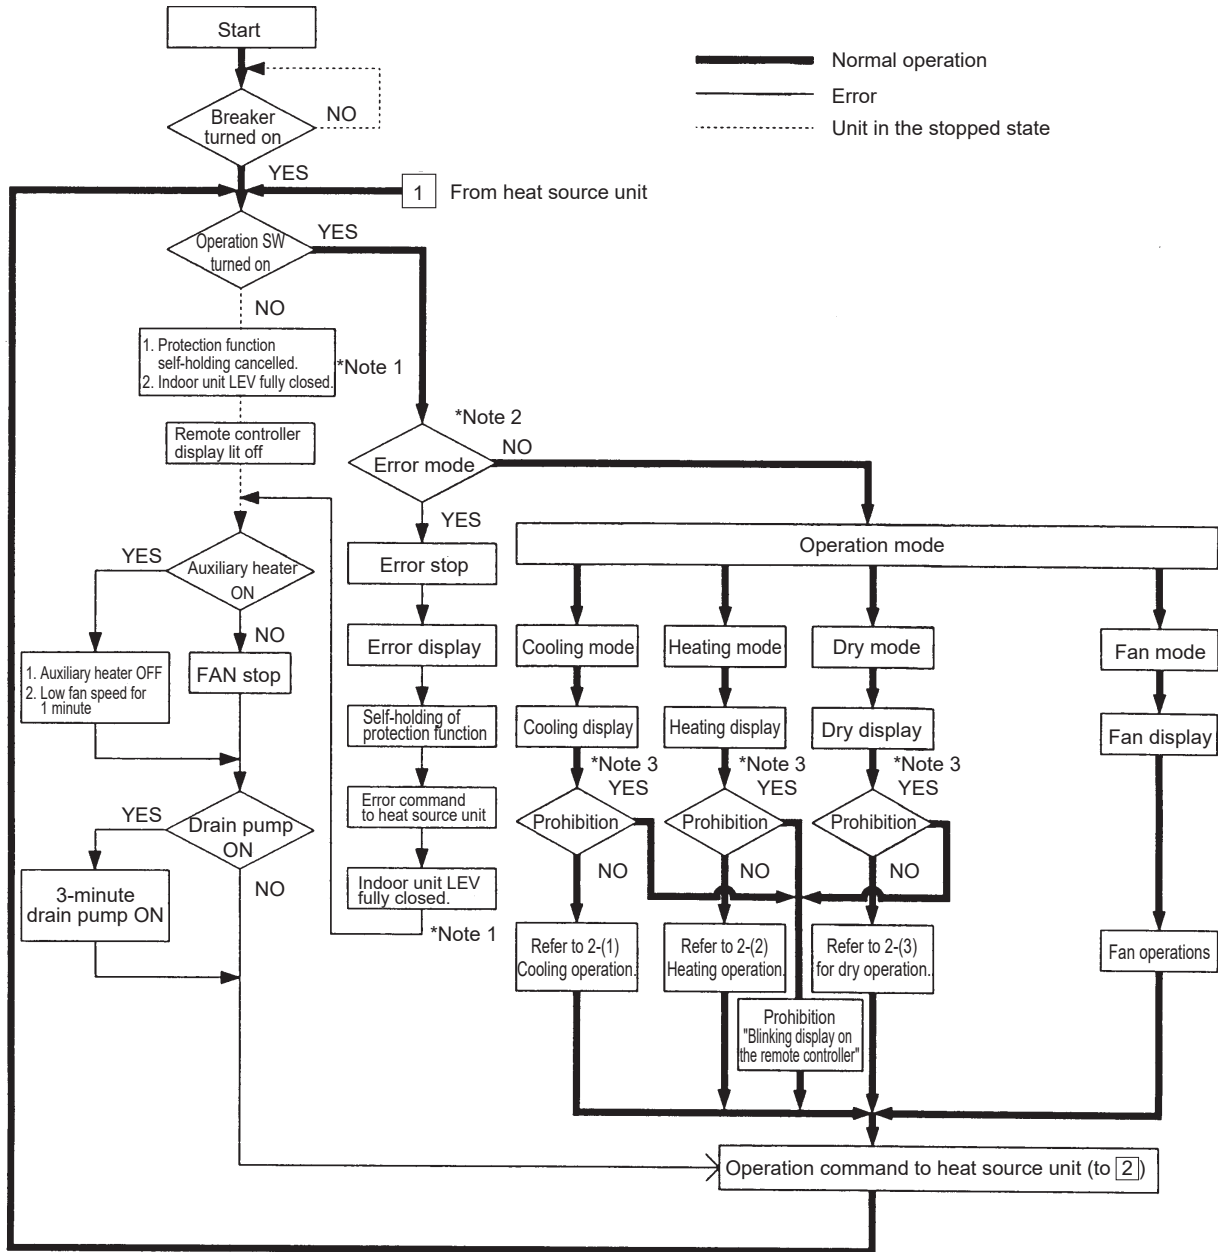 Start
Normal operation
Error
Unit in the stopped state
Breaker
turned on
NO
YES
1
From heat source unit
Operation SW
turned on
YES
NO
1. Protection function
self-holding cancelled.
2. Indoor unit LEV fully closed.
*Note 1
Remote controller
display lit off
*Note 2
Error mode
NO
YES
Auxiliary heater
ON
YES
NO
1. Auxiliary heater OFF
2. Low fan speed for
1 minute
FAN stop
Drain pump
ON
YES
NO
3-minute
drain pump ON
Error stop
Error display
Self-holding of
protection function
Error command
to heat source unit
Indoor unit LEV
fully closed.
*Note 1
Operation mode
Cooling mode
Heating mode
Dry mode
Fan mode
Cooling display
Heating display
Dry display
Fan display
*Note 3
YES
*Note 3
YES
*Note 3
YES
Prohibition
Prohibition
Prohibition
NO
NO
NO
Refer to 2-(1)
Cooling operation.
Refer to 2-(2)
Heating operation.
Refer to 2-(3)
for dry operation.
Fan operations
Prohibition
"Blinking display on
the remote controller"
Operation command to heat source unit (to 2)